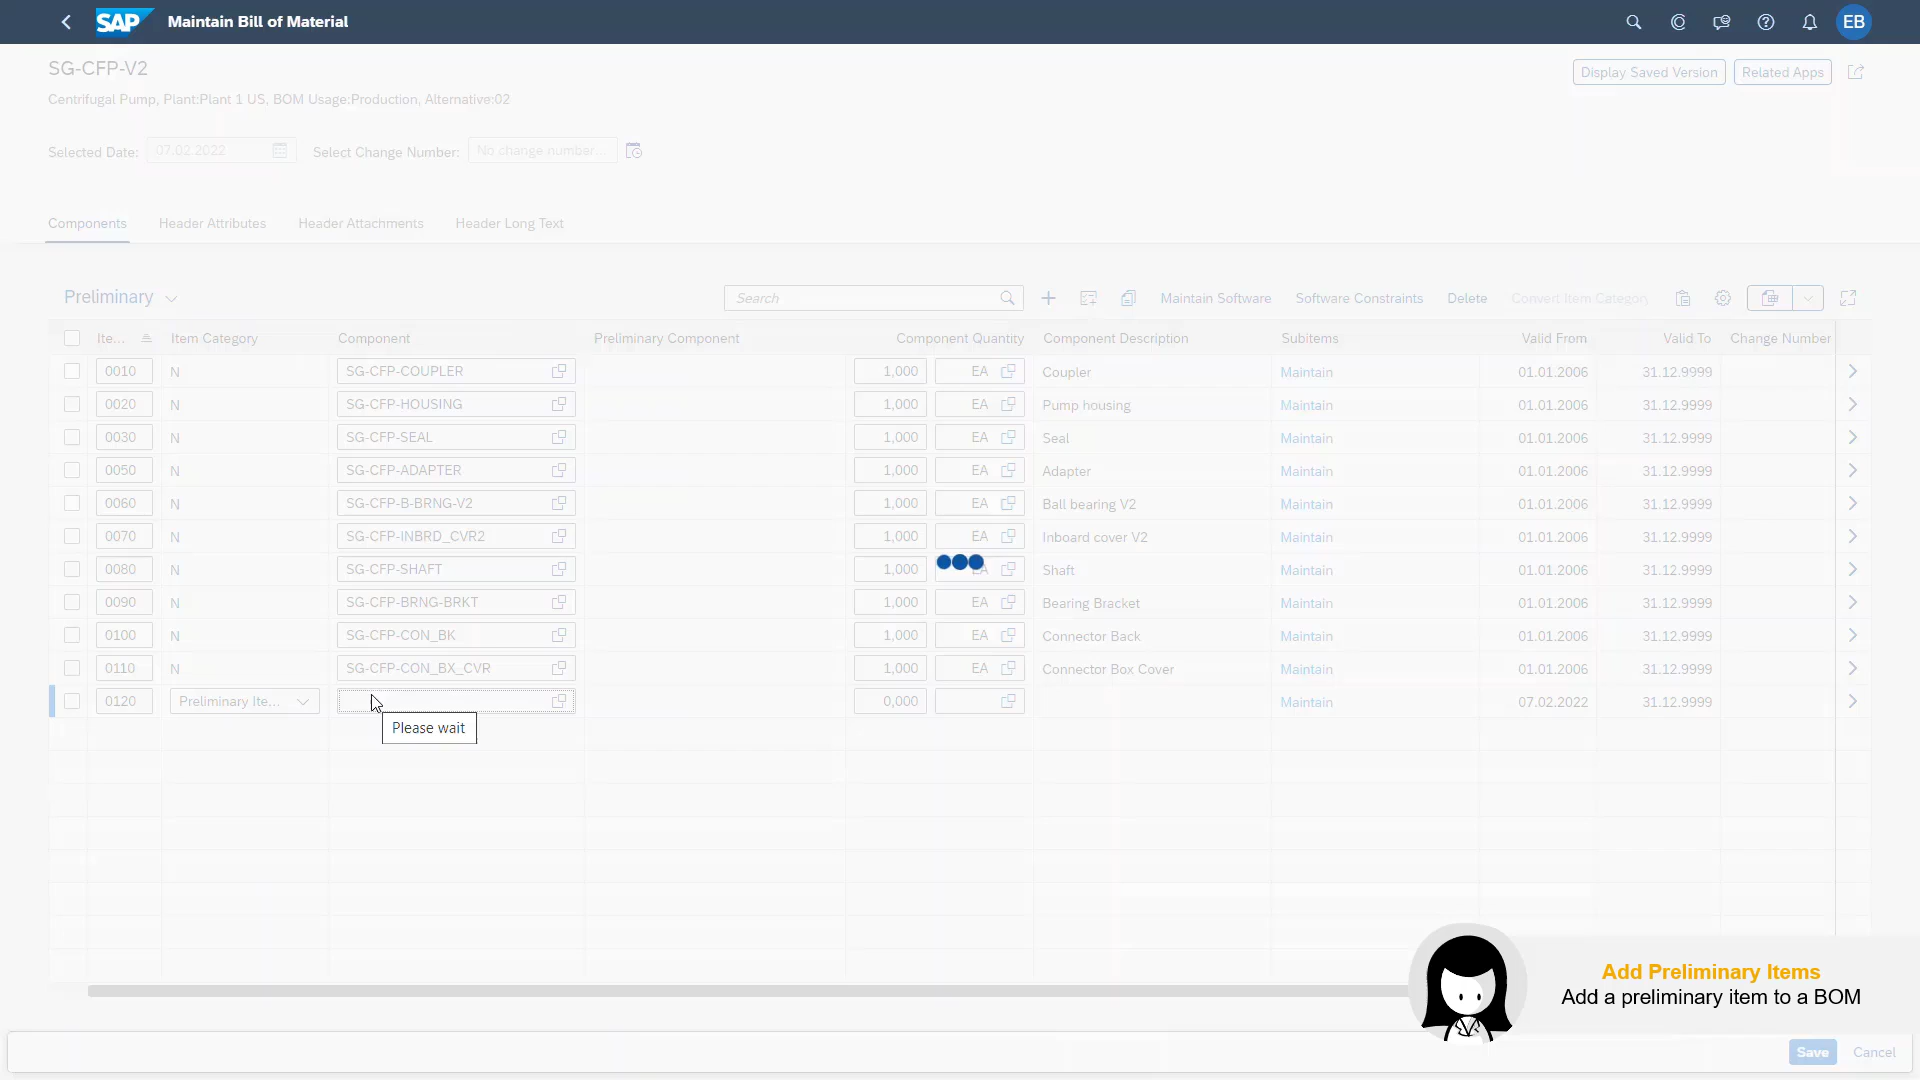 SAP Maintain Bill of Material EB
SG-CFP-V2
Display Saved Version Related Apps
Centrifugal Pump, Plant:Plant 1 US, BOM Usage:Production, Alternative:02
Selected Date: 07.02.2022 Select Change Number: No change number...
Components Header Attributes Header Attachments Header Long Text
Preliminary Search Maintain Software Software Constraints Delete Convert Item Category
Ite... Item Category Component Preliminary Component Component Quantity Component Description Subitems Valid From Valid To Change Number
0010 N SG-CFP-COUPLER 1,000 EA Coupler Maintain 01.01.2006 31.12.9999
0020 N SG-CFP-HOUSING 1,000 EA Pump housing Maintain 01.01.2006 31.12.9999
0030 N SG-CFP-SEAL 1,000 EA Seal Maintain 01.01.2006 31.12.9999
0050 N SG-CFP-ADAPTER 1,000 EA Adapter Maintain 01.01.2006 31.12.9999
0060 N SG-CFP-B-BRNG-V2 1,000 EA Ball bearing V2 Maintain 01.01.2006 31.12.9999
0070 N SG-CFP-INBRD_CVR2 1,000 EA Inboard cover V2 Maintain 01.01.2006 31.12.9999
0080 N SG-CFP-SHAFT 1,000 EA Shaft Maintain 01.01.2006 31.12.9999
0090 N SG-CFP-BRNG-BRKT 1,000 EA Bearing Bracket Maintain 01.01.2006 31.12.9999
0100 N SG-CFP-CON_BK 1,000 EA Connector Back Maintain 01.01.2006 31.12.9999
0110 N SG-CFP-CON_BX_CVR 1,000 EA Connector Box Cover Maintain 01.01.2006 31.12.9999
0120 Preliminary Ite... 0,000 Maintain 07.02.2022 31.12.9999
Please wait
Add Preliminary Items
Add a preliminary item to a BOM
Save Cancel